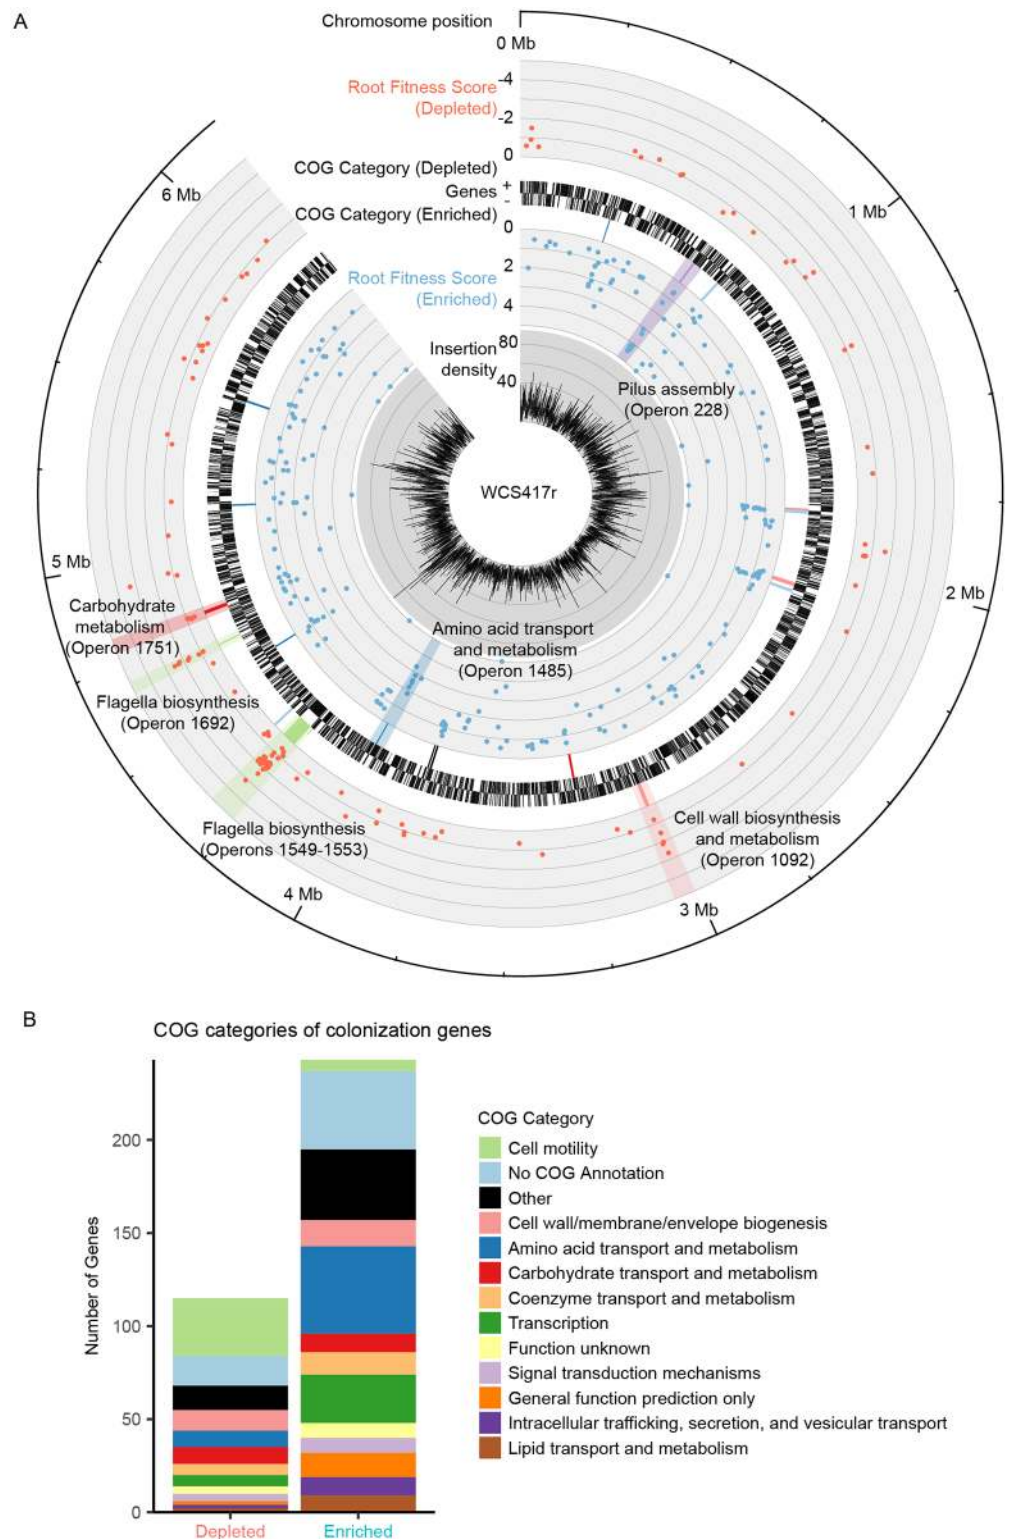 A
Chromosome position
0 Mb
Root Fitness Score
(Depleted)
-4
-2
0
COG Category (Depleted)
Genes
+
-
COG Category (Enriched)
0
Root Fitness Score
(Enriched)
2
4
Insertion
density
80
40
6 Mb
1 Mb
Pilus assembly
(Operon 228)
WCS417r
5 Mb
2 Mb
Carbohydrate
metabolism
(Operon 1751)
Amino acid transport
and metabolism
(Operon 1485)
Flagella biosynthesis
(Operon 1692)
Flagella biosynthesis
(Operons 1549-1553)
Cell wall biosynthesis
and metabolism
(Operon 1092)
4 Mb
3 Mb
B
COG categories of colonization genes
Number of Genes
200
150
100
50
0
Depleted
Enriched
COG Category
Cell motility
No COG Annotation
Other
Cell wall/membrane/envelope biogenesis
Amino acid transport and metabolism
Carbohydrate transport and metabolism
Coenzyme transport and metabolism
Transcription
Function unknown
Signal transduction mechanisms
General function prediction only
Intracellular trafficking, secretion, and vesicular transport
Lipid transport and metabolism